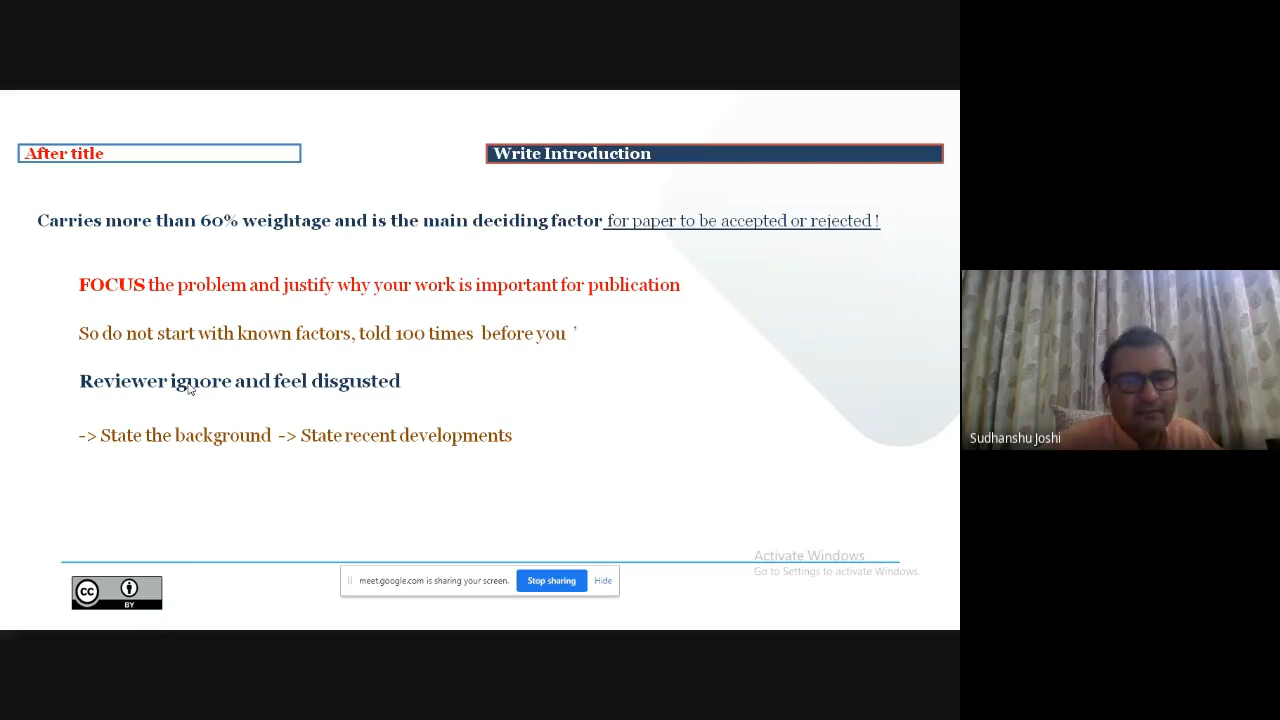 After title
Write Introduction
Carries more than 60% weightage and is the main deciding factor for paper to be accepted or rejected !
FOCUS the problem and justify why your work is important for publication
So do not start with known factors, told 100 times before you ’
Reviewer ignore and feel disgusted
-> State the background -> State recent developments
Sudhanshu Joshi
Activate Windows
Go to Settings to activate Windows.
meet.google.com is sharing your screen. Stop sharing Hide
cc
BY